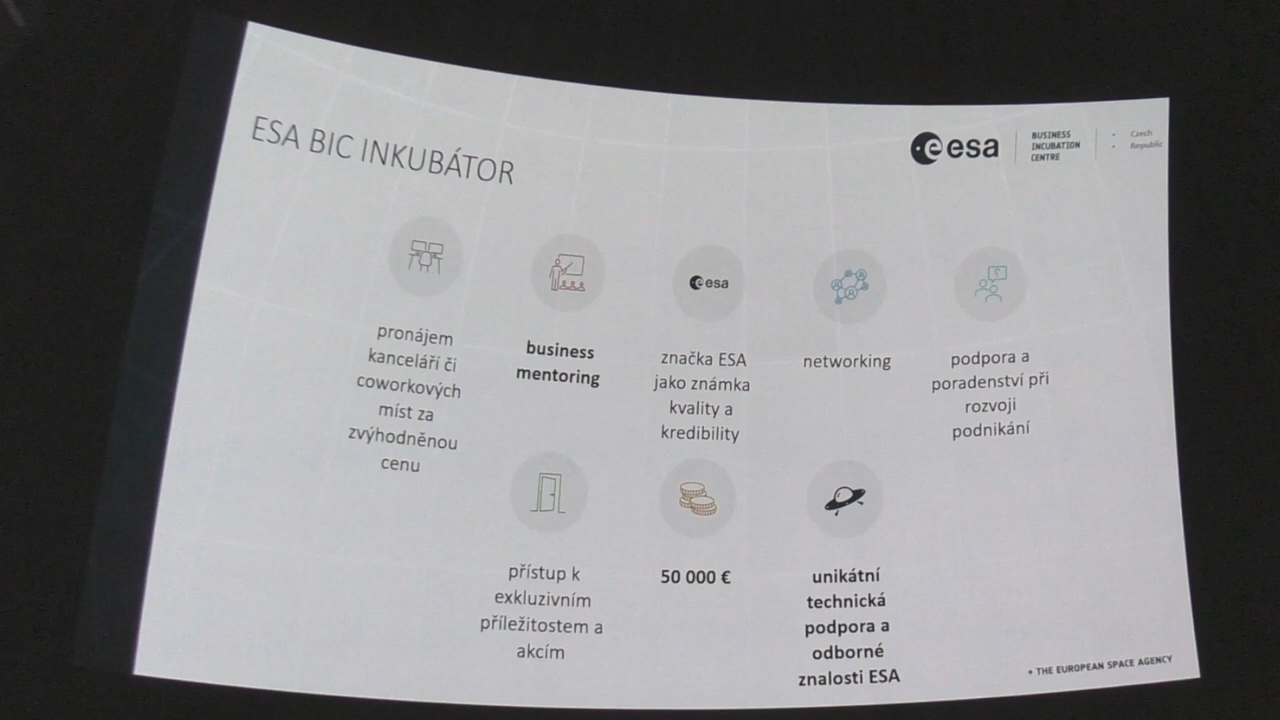 ESA BIC INKUBÁTOR
esa
BUSINESS
INCUBATION
CENTRE
Czech
Republic
pronájem
kanceláří či
coworkových
míst za
zvýhodněnou
cenu
business
mentoring
esa
značka ESA
jako známka
kvality a
kredibility
networking
podpora a
poradenství při
rozvoji
podnikání
přístup k
exkluzivním
příležitostem a
akcím
50 000 €
unikátní
technická
podpora a
odborné
znalosti ESA
→ THE EUROPEAN SPACE AGENCY